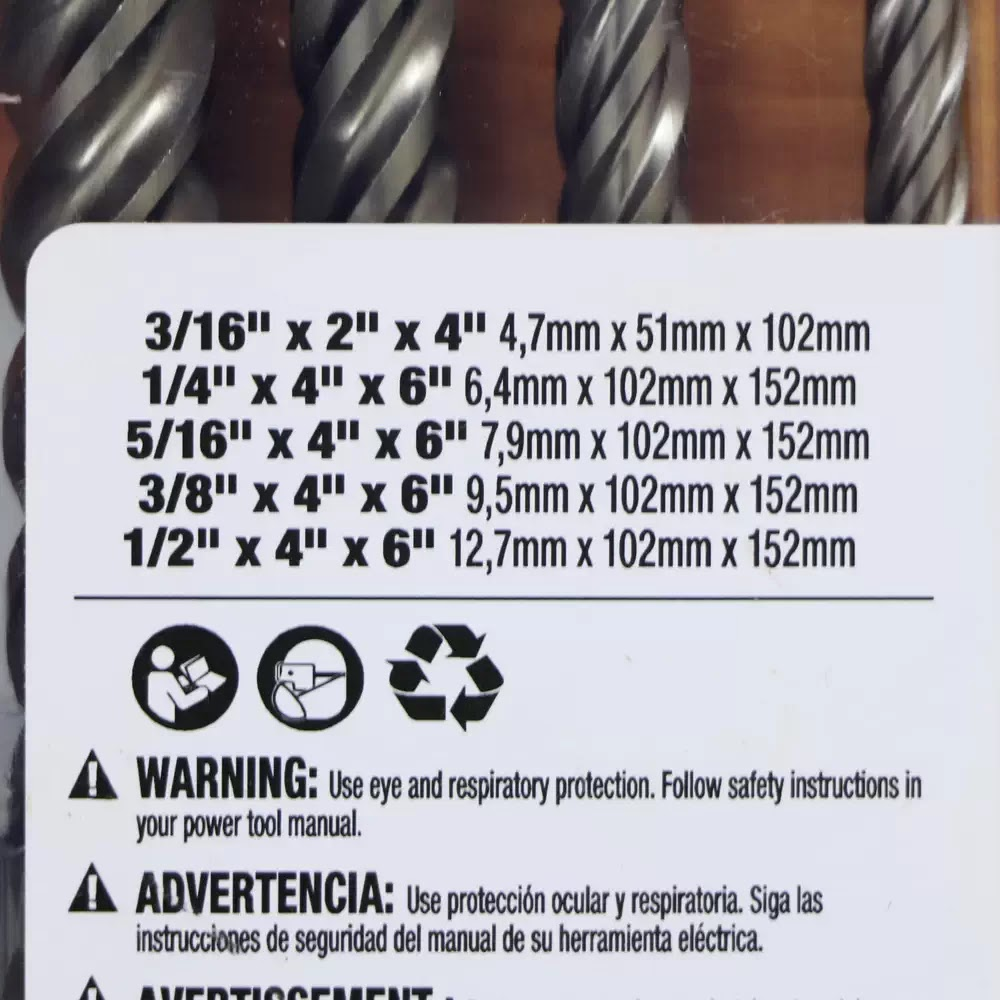 3/16" x 2" x 4" 4,7mm x 51mm x 102mm
1/4" x 4" x 6" 6,4mm x 102mm x 152mm
5/16" x 4" x 6" 7,9mm x 102mm x 152mm
3/8" x 4" x 6" 9,5mm x 102mm x 152mm
1/2" x 4" x 6" 12,7mm x 102mm x 152mm
WARNING: Use eye and respiratory protection. Follow safety instructions in
your power tool manual.
ADVERTENCIA: Use protección ocular y respiratoria. Siga las
instrucciones de seguridad del manual de su herramienta eléctrica.
AVERTISSEMENT :